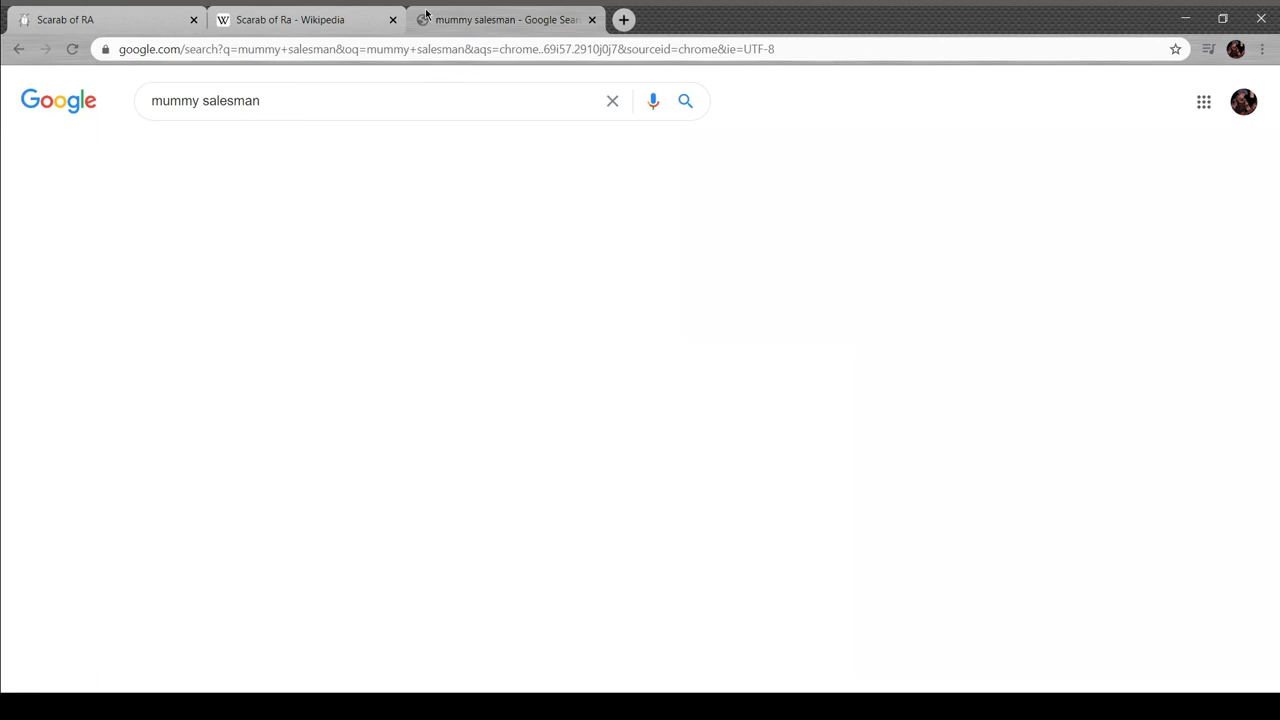 Scarab of RA
Scarab of Ra - Wikipedia
mummy salesman - Google Sear
google.com/search?q=mummy+salesman&oq=mummy+salesman&aqs=chrome..69i57.2910j0j7&sourceid=chrome&ie=UTF-8
Google
mummy salesman